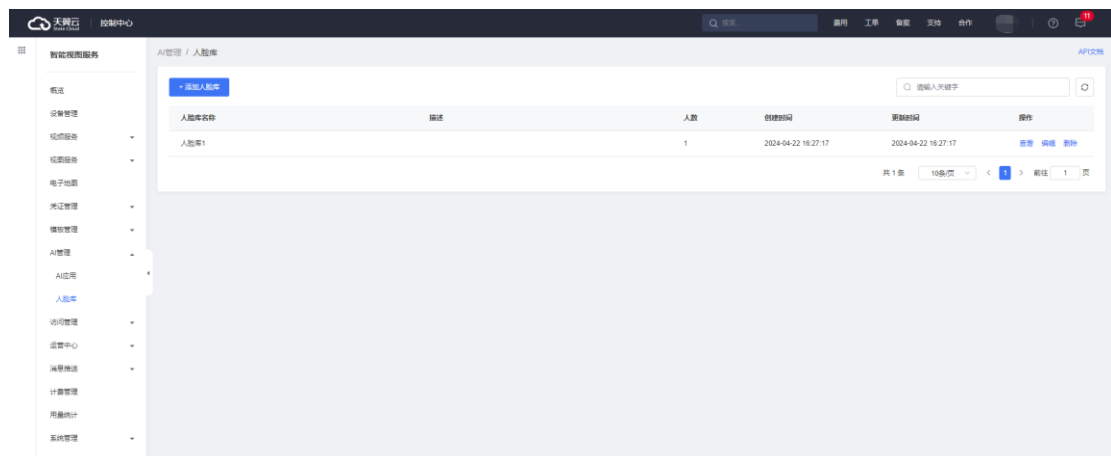 天翼云 控制中心 搜索... 费用 工单 备案 支持 合作 11
State Cloud
智能视图服务
AI管理 / 人脸库 API文档
概览
+ 添加人脸库 请输入关键字
设备管理
人脸库名称 描述 人数 创建时间 更新时间 操作
视频服务
人脸库1 1 2024-04-22 16:27:17 2024-04-22 16:27:17 查看 编辑 删除
视图服务
共 1 条 10条/页 < 1 > 前往 1 页
电子地图
凭证管理
模板管理
AI管理
AI应用
人脸库
访问管理
运营中心
消息推送
计费管理
用量统计
系统管理